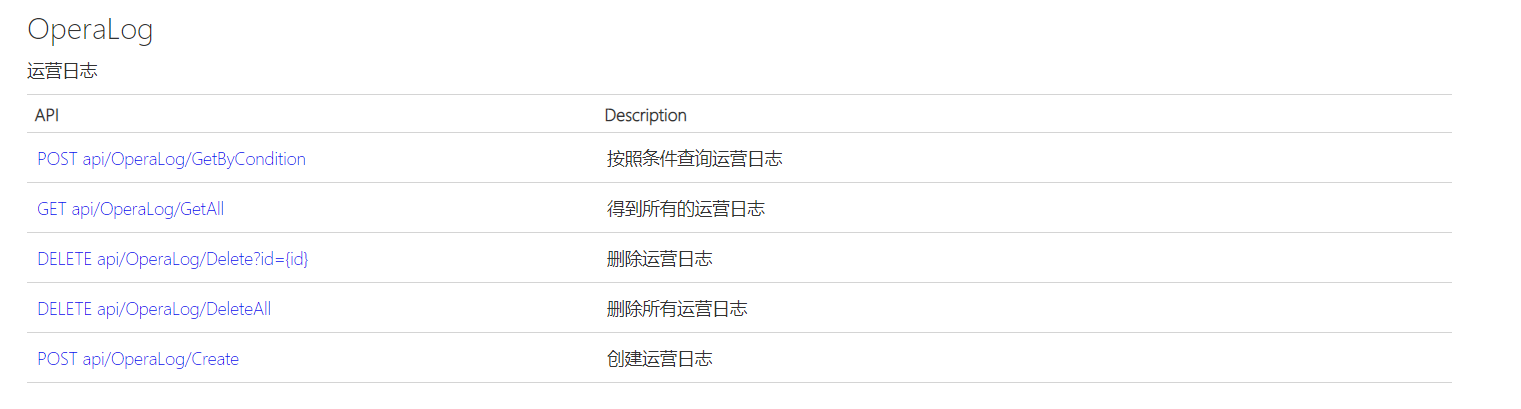 OperaLog
运营日志
API Description
POST api/OperaLog/GetByCondition 按照条件查询运营日志
GET api/OperaLog/GetAll 得到所有的运营日志
DELETE api/OperaLog/Delete?id={id} 删除运营日志
DELETE api/OperaLog/DeleteAll 删除所有运营日志
POST api/OperaLog/Create 创建运营日志